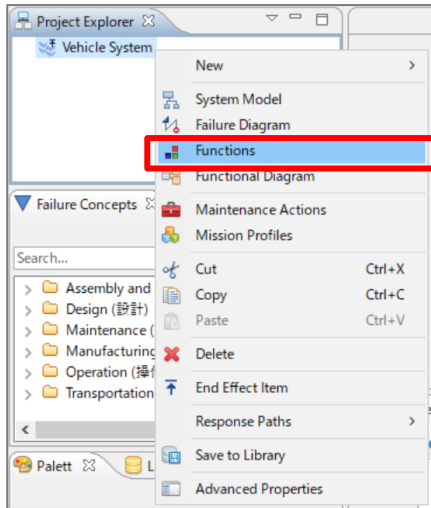 Project Explorer
Vehicle System
New
System Model
Failure Diagram
Functions
Functional Diagram
Maintenance Actions
Mission Profiles
Cut Ctrl+X
Copy Ctrl+C
Paste Ctrl+V
Delete
End Effect Item
Response Paths
Save to Library
Advanced Properties
Failure Concepts
Search...
Assembly and
Design (設計)
Maintenance (
Manufacturing
Operation (操作
Transportation
Palett
L